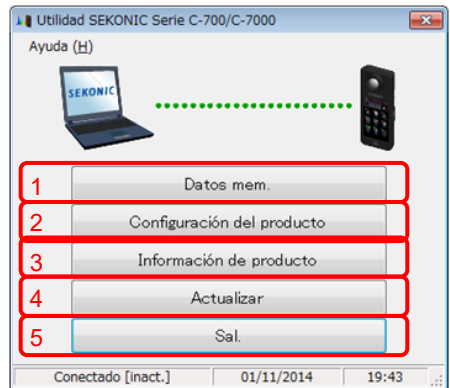 Utilidad SEKONIC Serie C-700/C-7000
Ayuda (H)
SEKONIC
1 Datos mem.
2 Configuración del producto
3 Información de producto
4 Actualizar
5 Sal.
Conectado [inact.] 01/11/2014 19:43